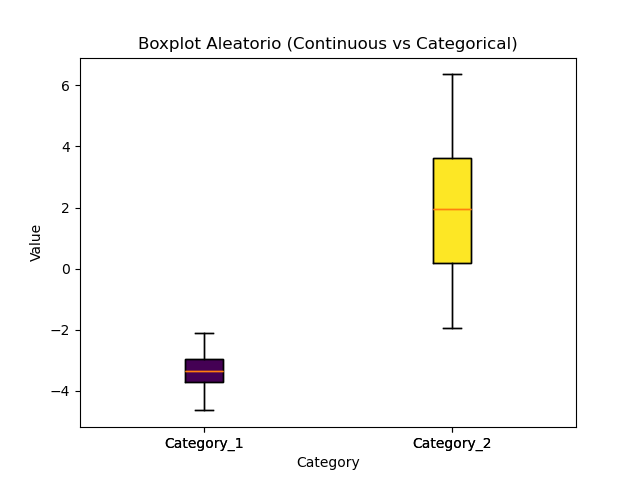 Boxplot Aleatorio (Continuous vs Categorical)
Value
6
4
2
0
−2
−4
Category_1
Category_2
Category